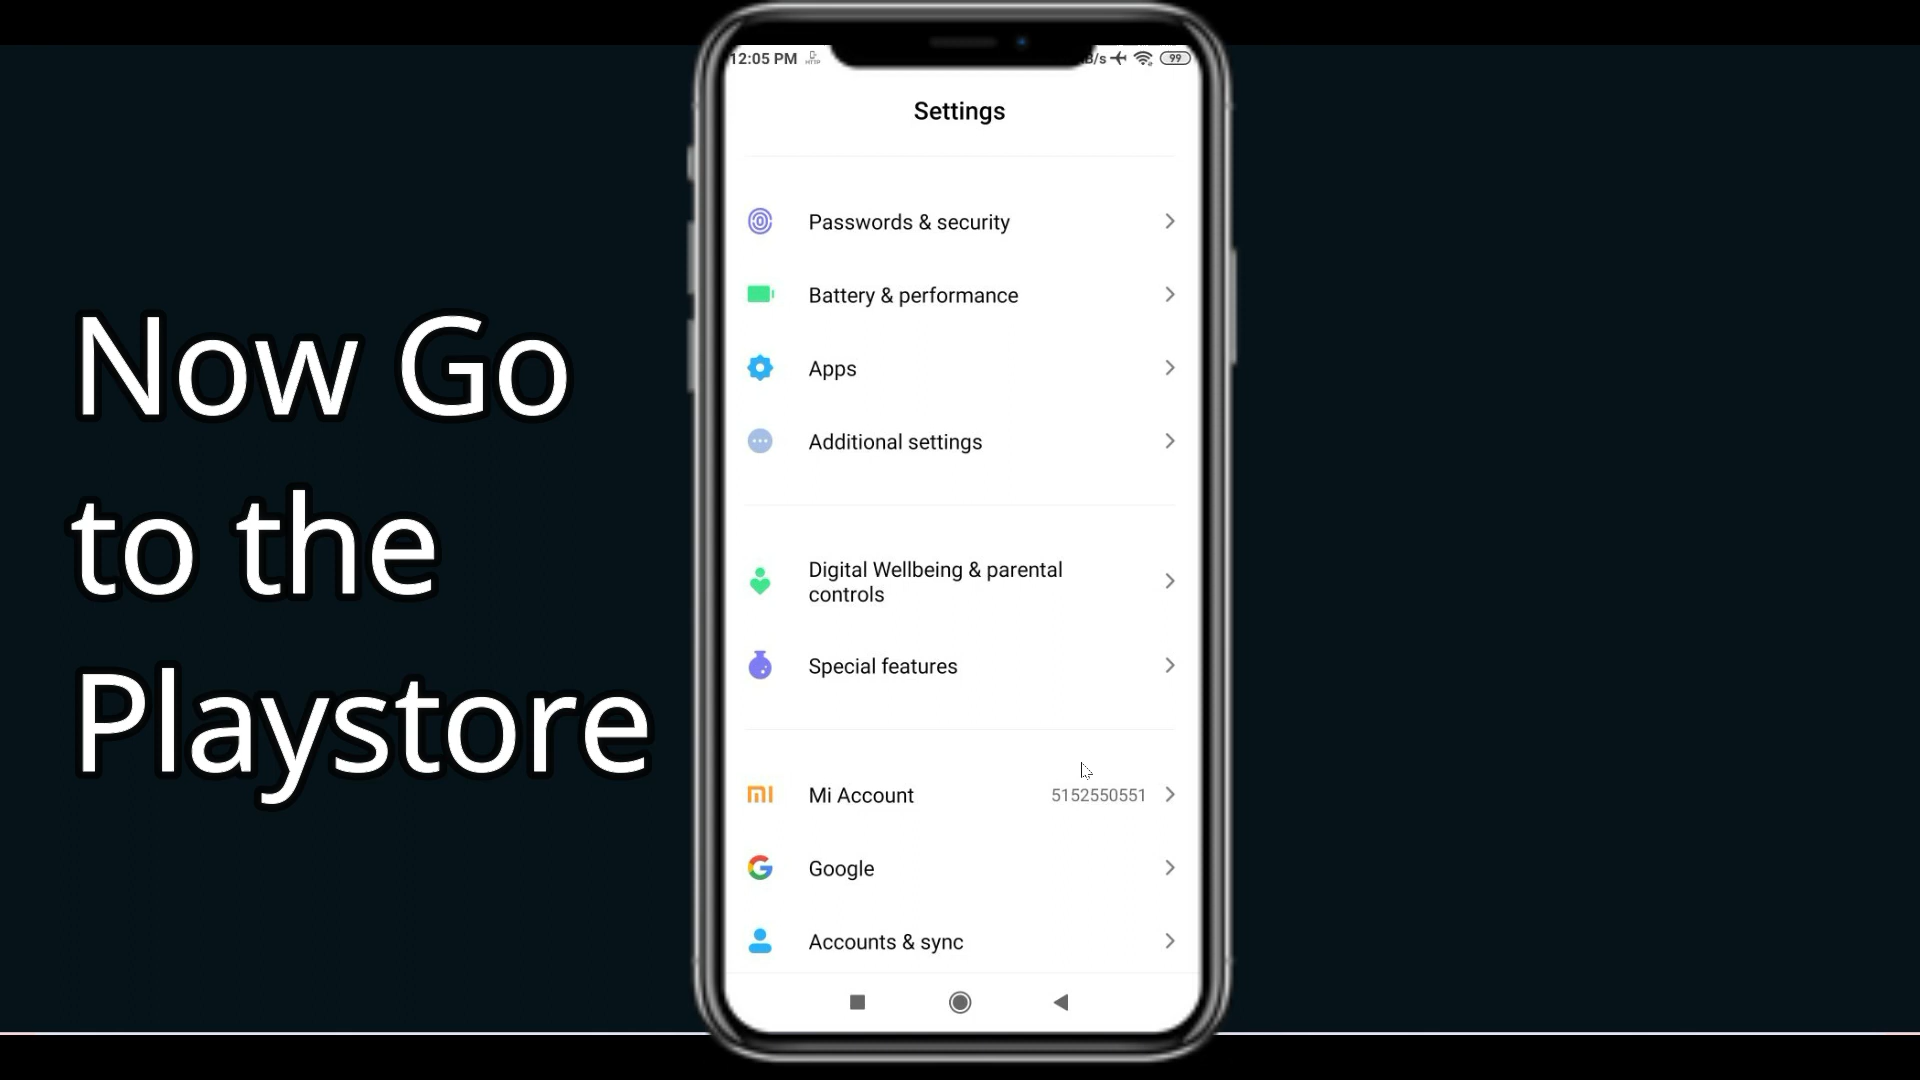 Now Go
to the
Playstore
12:05 PM
B/s
99
Settings
Passwords & security
Battery & performance
Apps
Additional settings
Digital Wellbeing & parental
controls
Special features
Mi Account 5152550551
Google
Accounts & sync